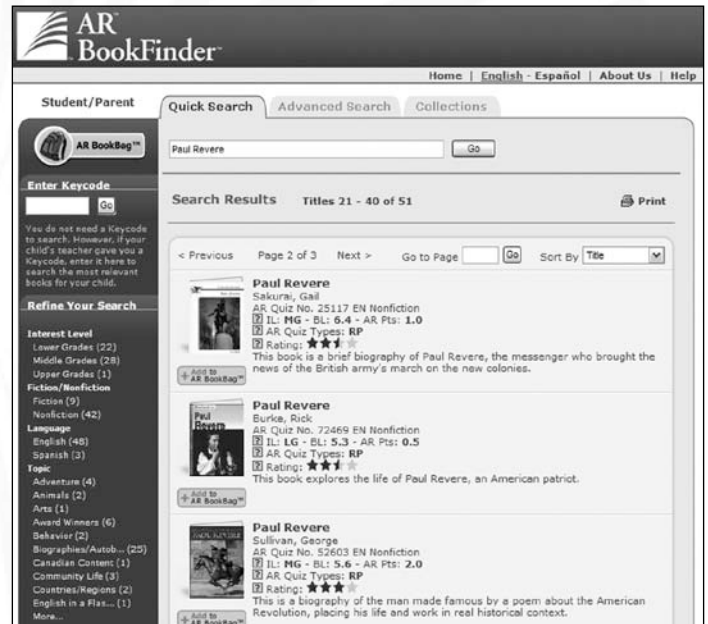 AR
BookFinder™
Home | English - Español | About Us | Help
Student/Parent
Quick Search
Advanced Search
Collections
AR BookBag™
Paul Revere
Go
Enter Keycode
Go
You do not need a Keycode
to search. However, if your
child's teacher gave you a
Keycode, enter it here to
search the most relevant
books for your child.
Refine Your Search
Interest Level
Lower Grades (22)
Middle Grades (28)
Upper Grades (1)
Fiction/Nonfiction
Fiction (9)
Nonfiction (42)
Language
English (48)
Spanish (3)
Topic
Adventure (4)
Animals (2)
Arts (1)
Award Winners (6)
Behavior (2)
Biographies/Autob... (25)
Canadian Content (1)
Community Life (3)
Countries/Regions (2)
English in a Flas... (1)
More...
Search Results Titles 21 - 40 of 51
Print
< Previous Page 2 of 3 Next > Go to Page Go Sort By Title
Paul Revere
Sakurai, Gail
AR Quiz No. 25117 EN Nonfiction
? IL: MG - BL: 6.4 - AR Pts: 1.0
? AR Quiz Types: RP
? Rating:
This book is a brief biography of Paul Revere, the messenger who brought the
news of the British army's march on the new colonies.
+ Add to
AR BookBag™
Paul Revere
Burke, Rick
AR Quiz No. 72469 EN Nonfiction
? IL: LG - BL: 5.3 - AR Pts: 0.5
? AR Quiz Types: RP
? Rating:
This book explores the life of Paul Revere, an American patriot.
Paul
Revere
+ Add to
AR BookBag™
Paul Revere
Sullivan, George
AR Quiz No. 52603 EN Nonfiction
? IL: MG - BL: 5.6 - AR Pts: 2.0
? AR Quiz Types: RP
? Rating:
This is a biography of the man made famous by a poem about the American
Revolution, placing his life and work in real historical context.
PAUL REVERE
+ Add to
AR BookBag™